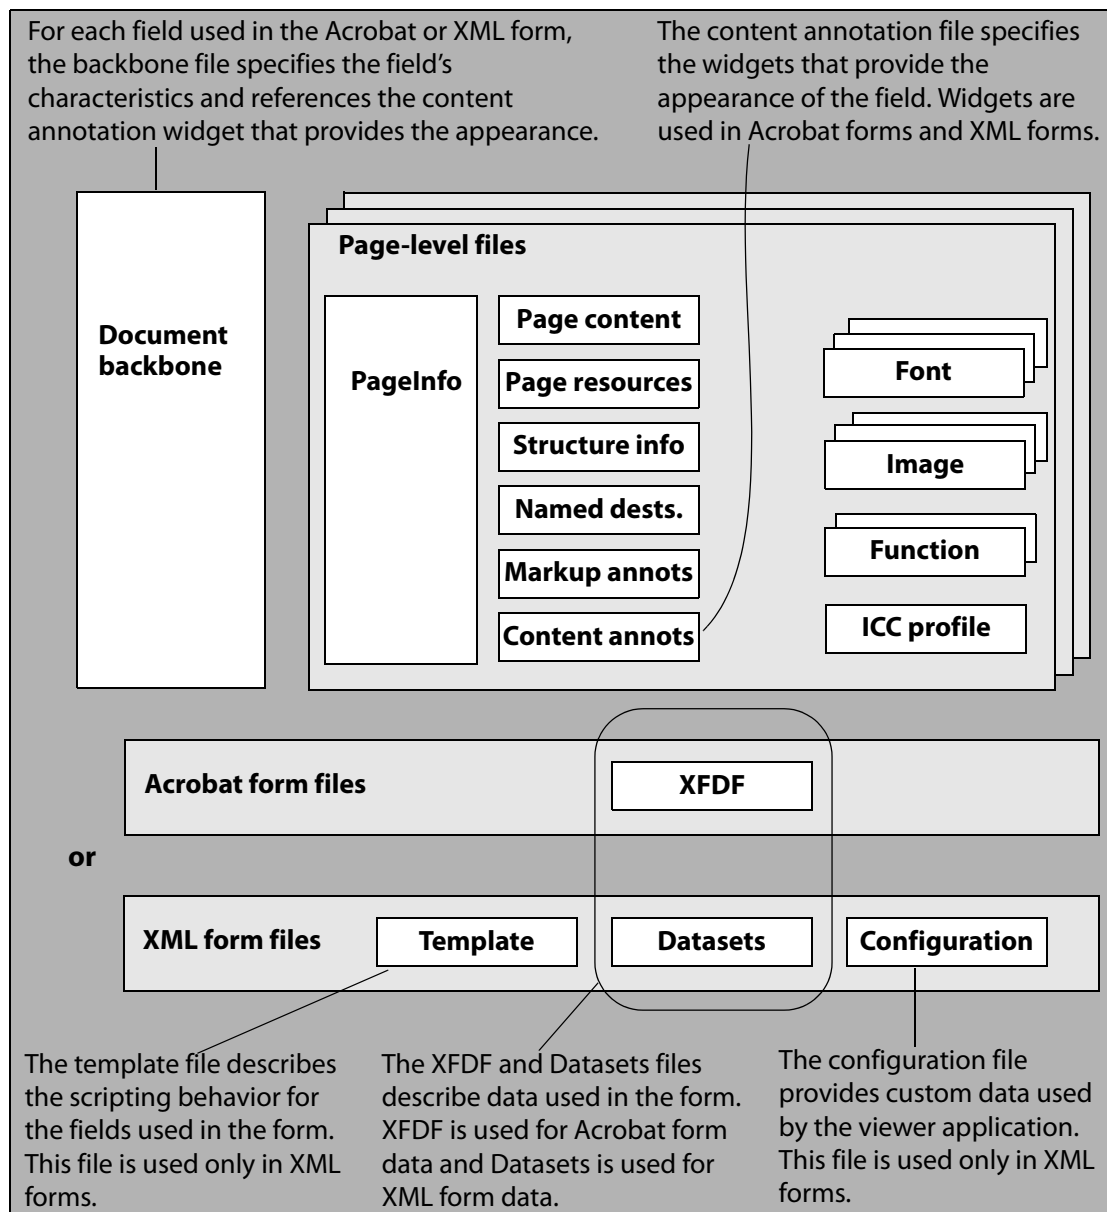 For each field used in the Acrobat or XML form,
the backbone file specifies the field’s
characteristics and references the content
annotation widget that provides the appearance.
The content annotation file specifies
the widgets that provide the
appearance of the field. Widgets are
used in Acrobat forms and XML forms.
Document
backbone
Page-level files
PageInfo
Page content
Page resources
Structure info
Named dests.
Markup annots
Content annots
Font
Image
Function
ICC profile
Acrobat form files
XFDF
or
XML form files
Template
Datasets
Configuration
The template file describes
the scripting behavior for
the fields used in the form.
This file is used only in XML
forms.
The XFDF and Datasets files
describe data used in the form.
XFDF is used for Acrobat form
data and Datasets is used for
XML form data.
The configuration file
provides custom data used
by the viewer application.
This file is used only in XML
forms.